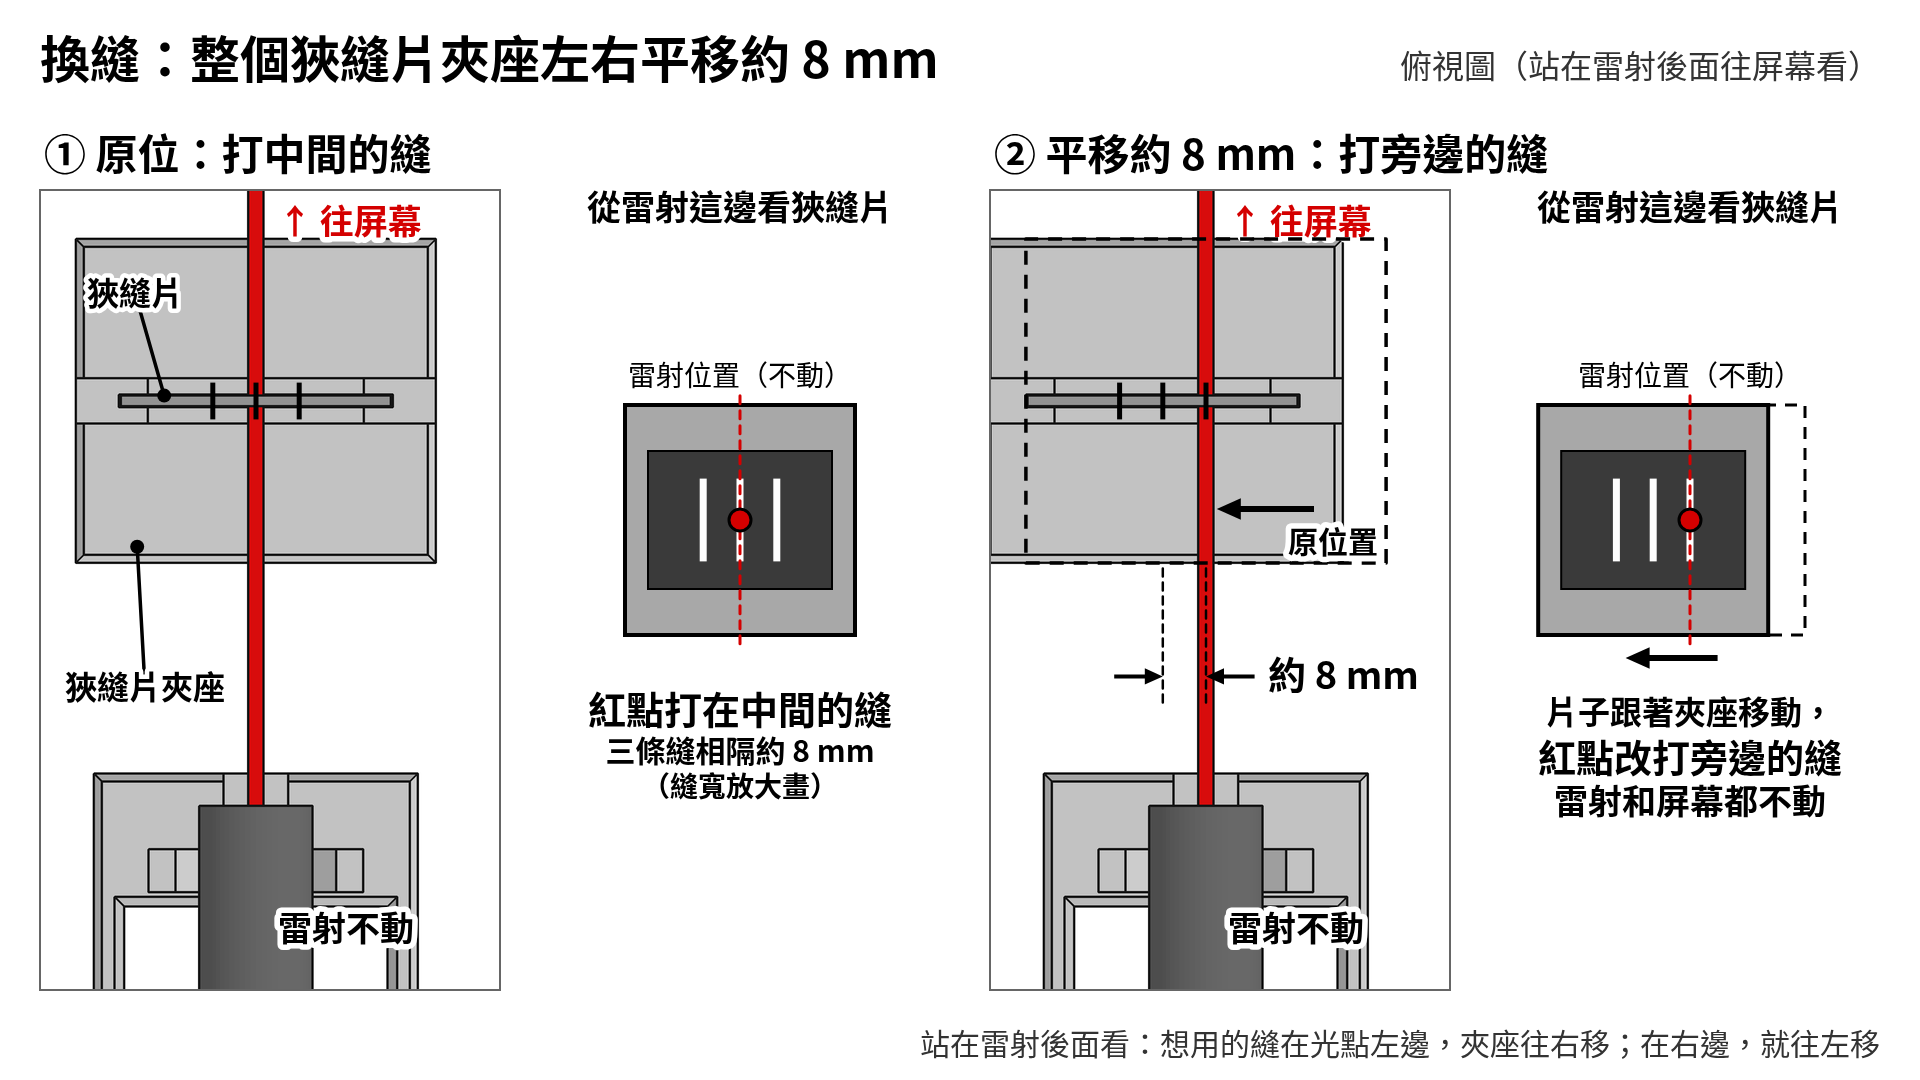 換縫：整個狹縫片夾座左右平移約 8 mm
俯視圖（站在雷射後面往屏幕看）
① 原位：打中間的縫
↑ 往屏幕
狹縫片
狹縫片夾座
雷射不動
從雷射這邊看狹縫片
雷射位置（不動）
紅點打在中間的縫
三條縫相隔約 8 mm
（縫寬放大畫）
② 平移約 8 mm：打旁邊的縫
↑ 往屏幕
原位置
約 8 mm
雷射不動
從雷射這邊看狹縫片
雷射位置（不動）
片子跟著夾座移動，
紅點改打旁邊的縫
雷射和屏幕都不動
站在雷射後面看：想用的縫在光點左邊，夾座往右移；在右邊，就往左移